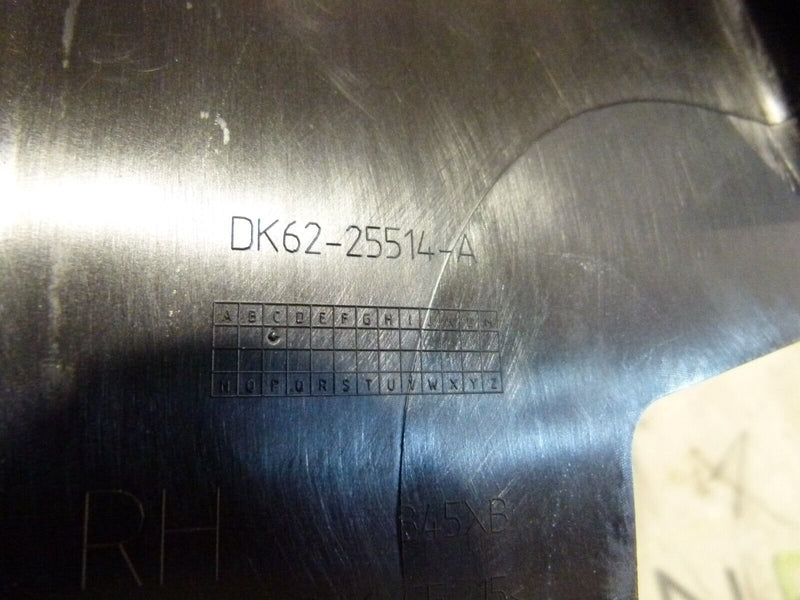 DK62-25514-A
A B C D E F G H I J K L M
N O P Q R S T U V W X Y Z
RH